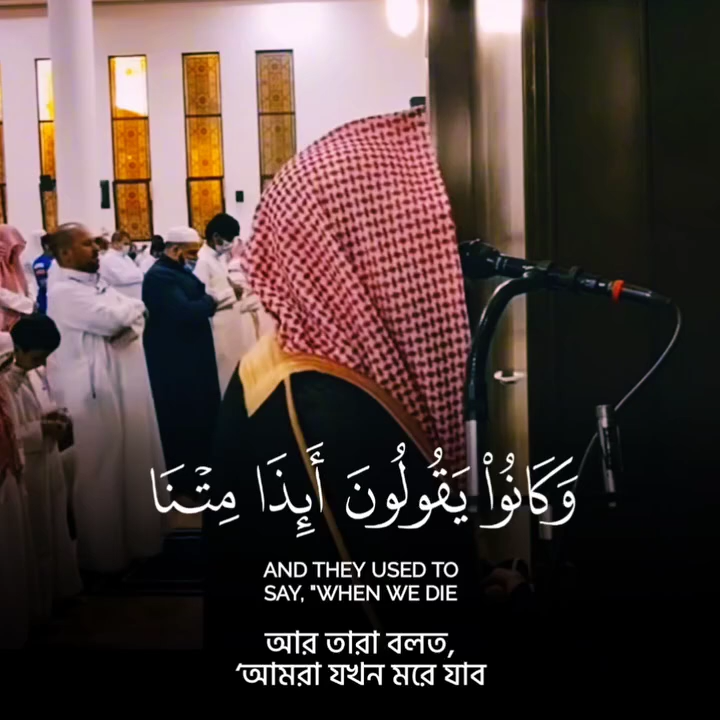 وَكَانُوا۟ يَقُولُونَ أَئِذَا مِتْنَا
AND THEY USED TO
SAY, "WHEN WE DIE
আর তারা বলত,
‘আমরা যখন মরে যাব